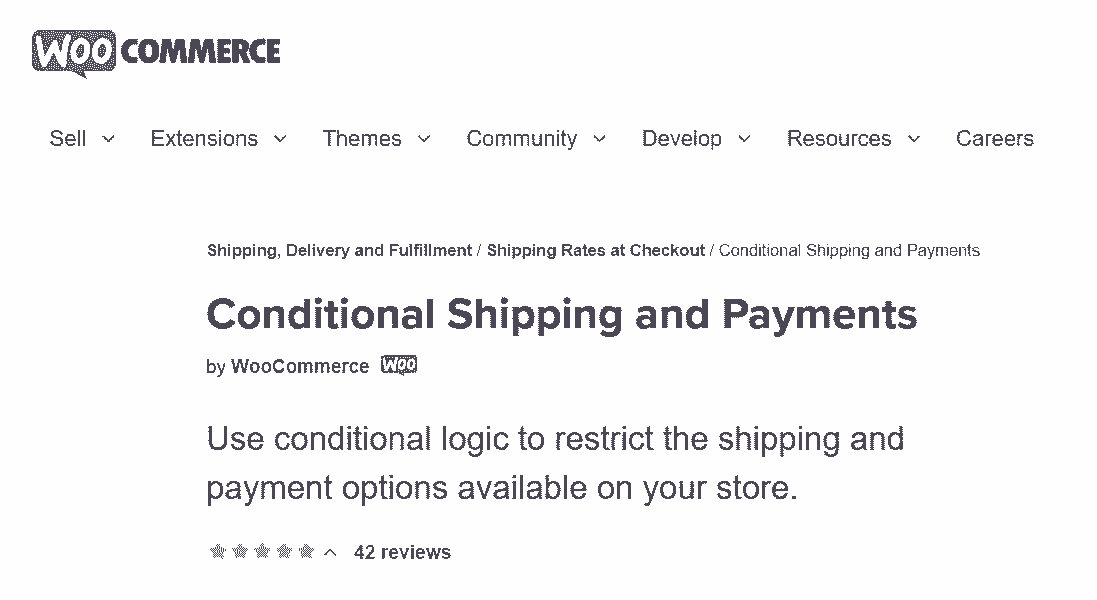 WOO COMMERCE
Sell Extensions Themes Community Develop Resources Careers
Shipping, Delivery and Fulfillment / Shipping Rates at Checkout / Conditional Shipping and Payments
Conditional Shipping and Payments
by WooCommerce WOO
Use conditional logic to restrict the shipping and
payment options available on your store.
42 reviews